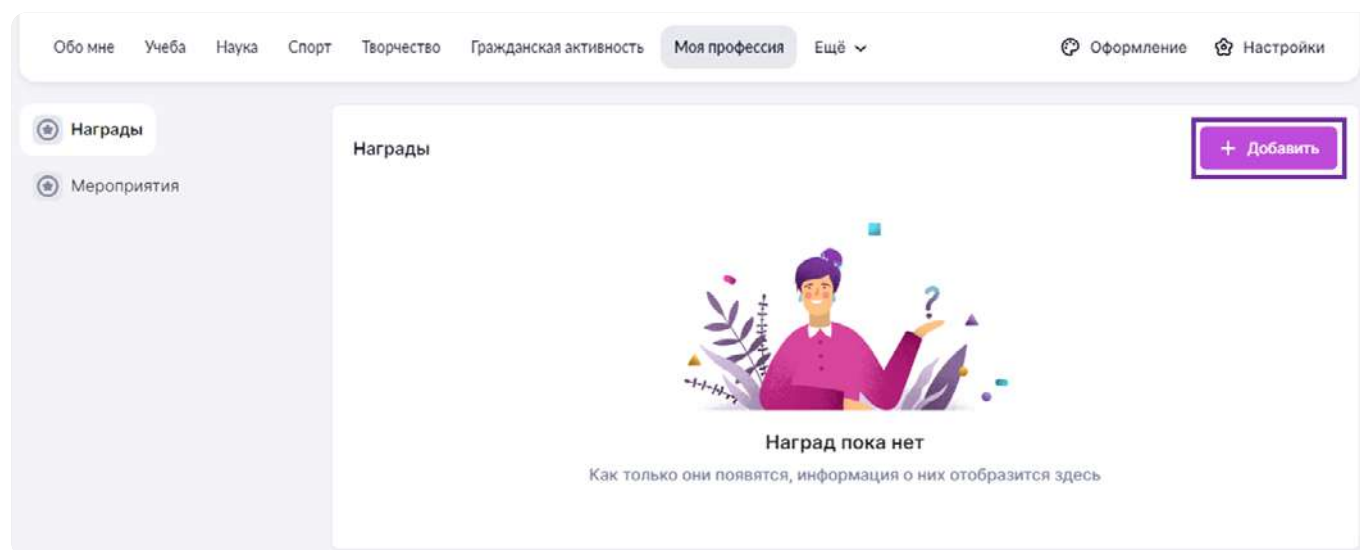 Обо мне Учеба Наука Спорт Творчество Гражданская активность Моя профессия Ещё Оформление Настройки
Награды
Мероприятия
Награды
+ Добавить
?
Наград пока нет
Как только они появятся, информация о них отобразится здесь